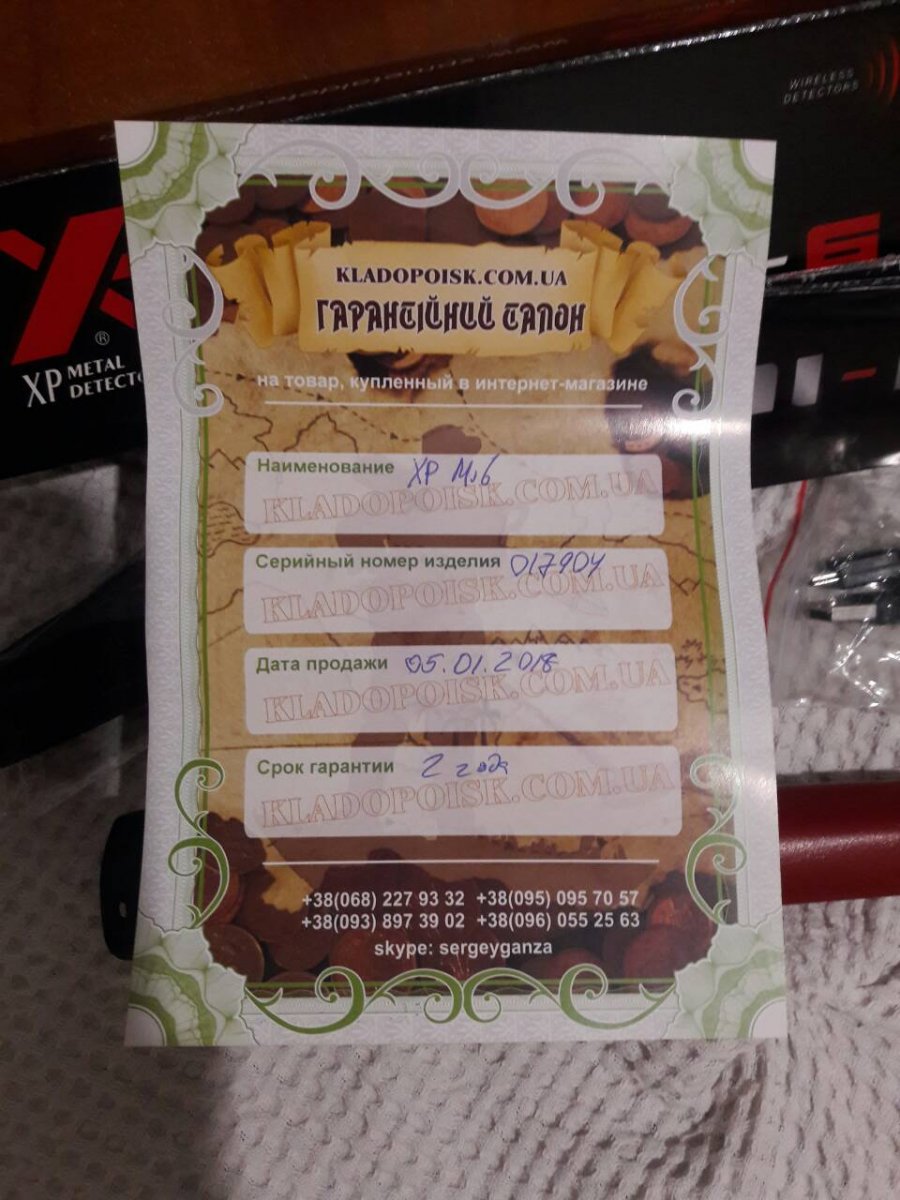 WIRELESS
DETECTORS
XP METAL
KLADOPOISK.COM.UA
ГАРАНТІЙНИЙ ТАЛОН
на товар, купленный в интернет-магазине
Наименование XP
KLADOPOISK.COM.UA
Серийный номер изделия 017904
KLADOPOISK.COM.UA
Дата продажи 05.01.2018
KLADOPOISK.COM.UA
Срок гарантии 2 года
KLADOPOISK.COM.UA
+38(068) 227 93 32 +38(095) 095 70 57
+38(093) 897 39 02 +38(096) 055 25 63
skype: sergeyganza